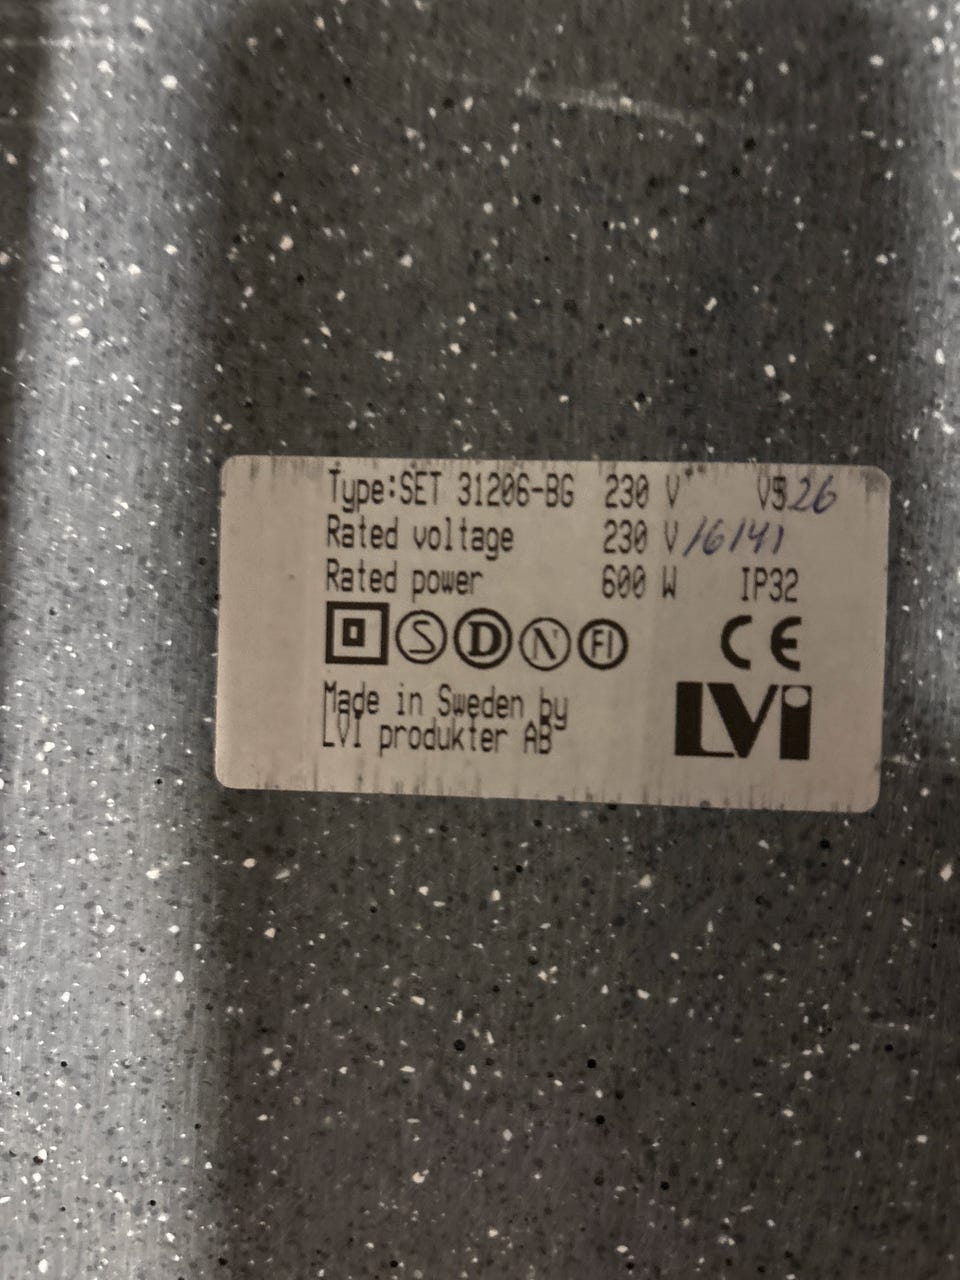 Type:SET 31206-BG 230 V V526
Rated voltage 230 V 16141
Rated power 600 W IP32
S D N FI CE
Made in Sweden by
LVI produkter AB
LVI